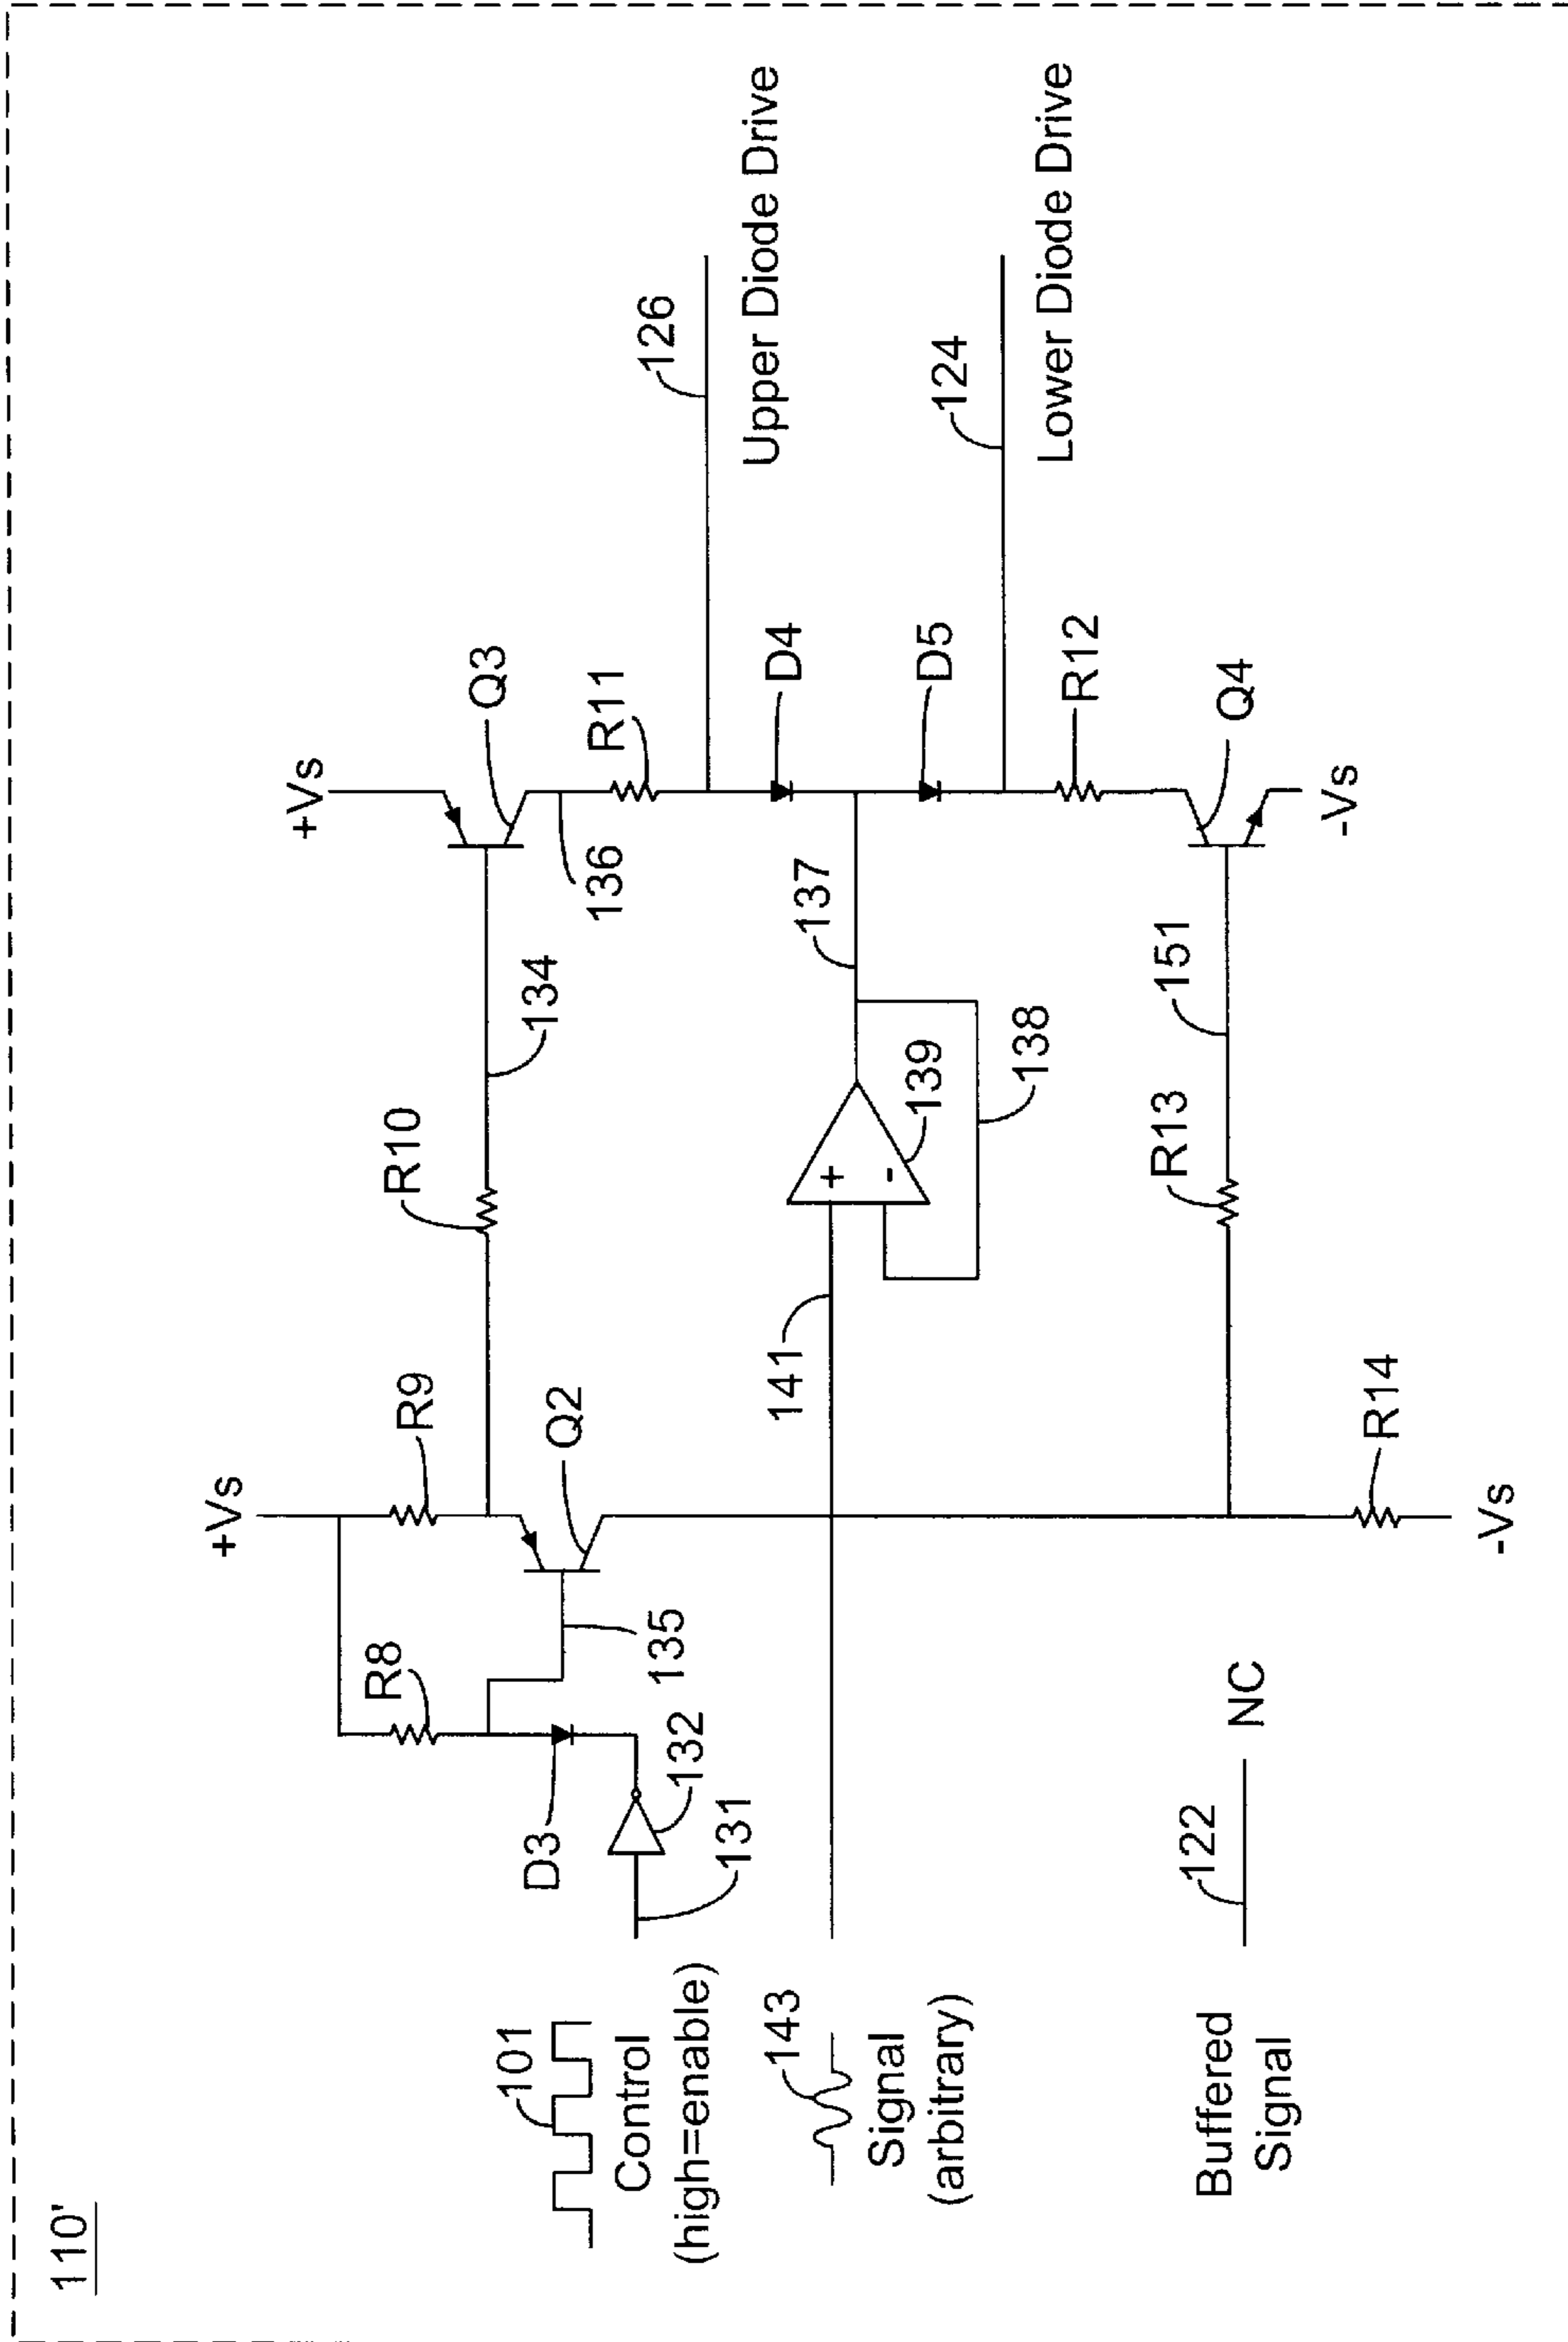 110'
+Vs
+Vs
R8
R9
R10
Q3
134
136
R11
126
Upper Diode Drive
101
Control
(high=enable)
D3
131
132
135
Q2
143
Signal
(arbitrary)
141
+
-
139
138
137
D4
D5
124
Lower Diode Drive
R12
Buffered
Signal
122
NC
R13
151
Q4
-Vs
R14
-Vs